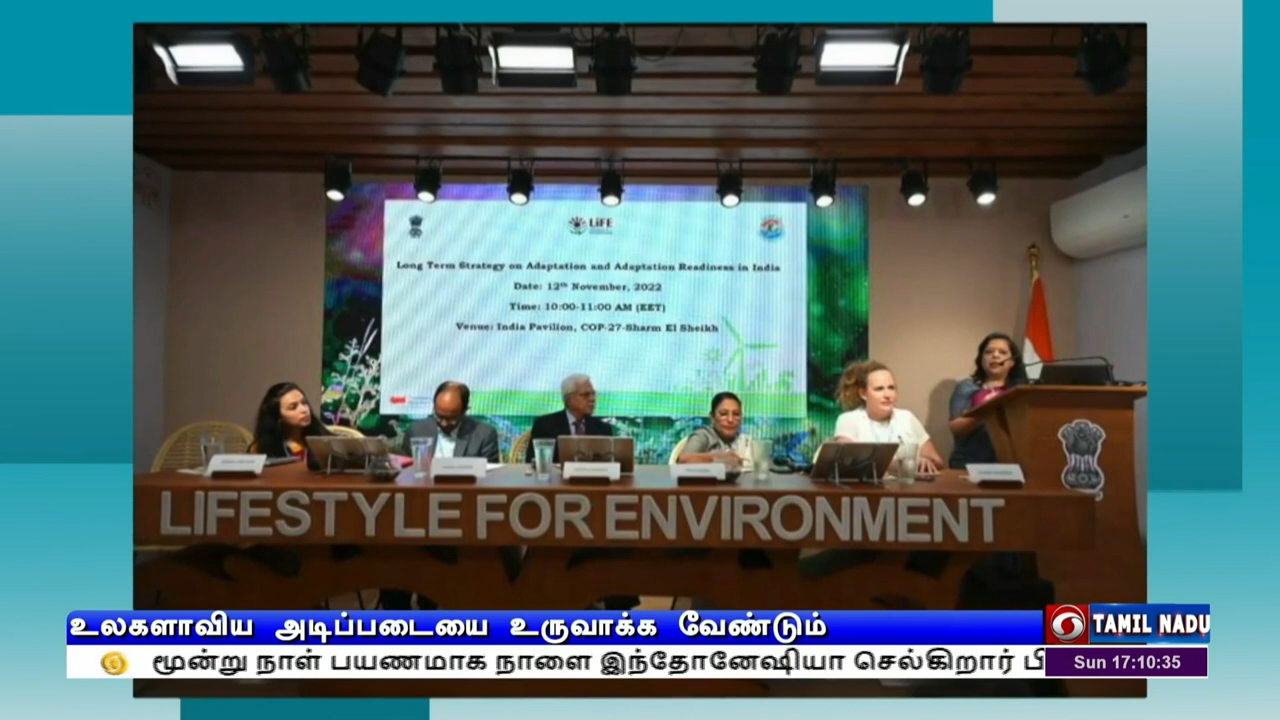 LiFE
Long Term Strategy on Adaptation and Adaptation Readiness in India
Date: 12th November, 2022
Time: 10:00-11:00 AM (EET)
Venue: India Pavilion, COP-27-Sharm El Sheikh
LIFESTYLE FOR ENVIRONMENT
உலகளாவிய அடிப்படையை உருவாக்க வேண்டும்
TAMIL NADU
மூன்று நாள் பயணமாக நாளை இந்தோனேஷியா செல்கிறார் பி
Sun 17:10:35